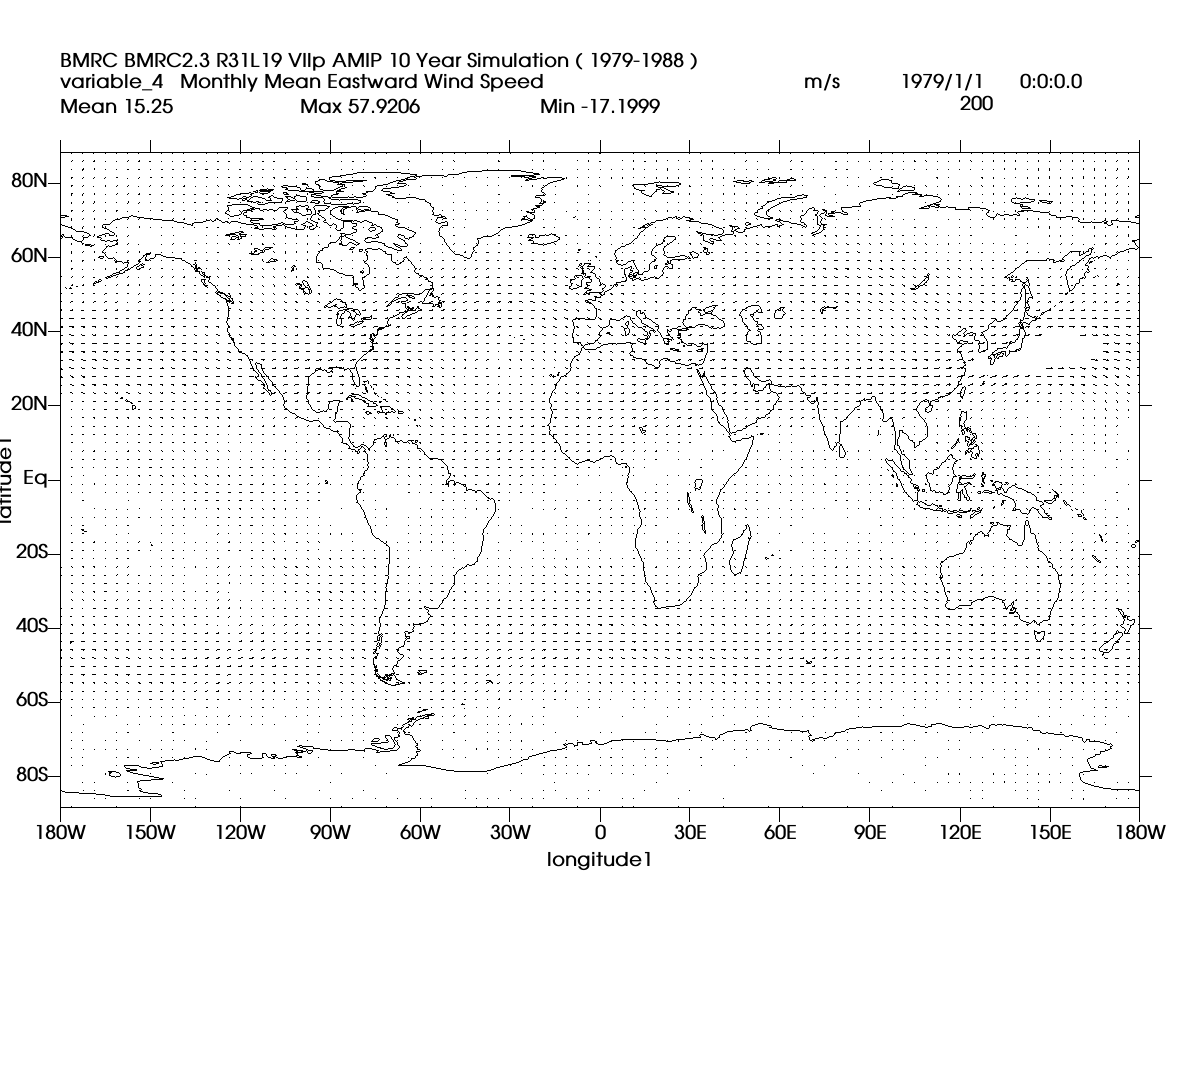 BMRC BMRC2.3 R31L19 VIIp AMIP 10 Year Simulation ( 1979-1988 )
variable_4 Monthly Mean Eastward Wind Speed m/s 1979/1/1 0:0:0.0
Mean 15.25 Max 57.9206 Min -17.1999 200
80N
60N
40N
20N
Eq
20S
40S
60S
80S
latitude1
180W 150W 120W 90W 60W 30W 0 30E 60E 90E 120E 150E 180W
longitude1